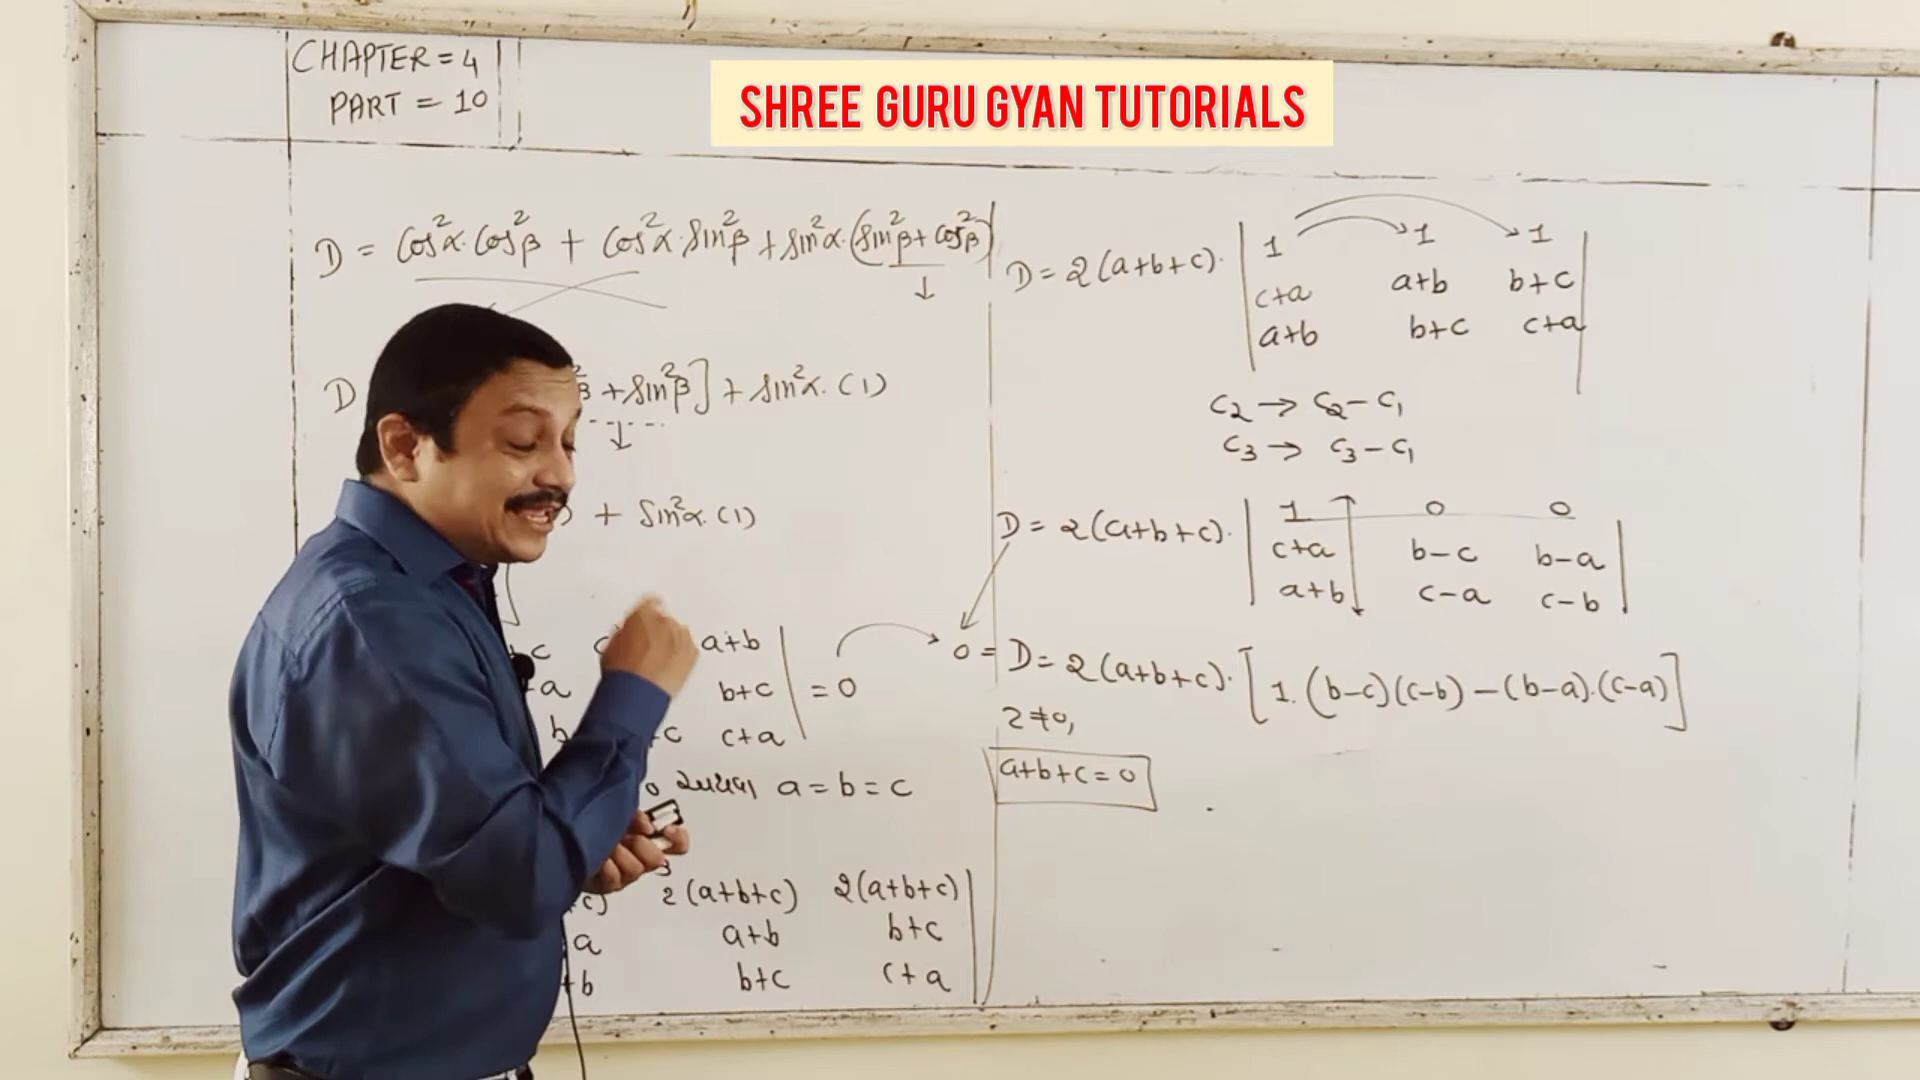 CHAPTER = 4
PART = 10
SHREE GURU GYAN TUTORIALS
D = Cos²α. Cos²β + Cos²α. Sin²β + Sin²α. (Sin²β + Cos²β)
↓
D ²β + Sin²β] + Sin²α. (1)
↓
+ Sin²α. (1)
c a+b
a b+c = 0
b c c+a
0 અથવા a = b = c
c) 2(a+b+c) 2(a+b+c)
a a+b b+c
+b b+c c+a
D = 2(a+b+c). | 1 1 1
c+a a+b b+c
a+b b+c c+a |
C₂ → C₂ – C₁
C₃ → C₃ – C₁
D = 2(a+b+c). | 1 0 0
c+a b–c b–a
a+b c–a c–b |
0 = D = 2(a+b+c). [1. (b–c)(c–b) – (b–a).(c–a)]
2 ≠ 0,
a+b+c = 0